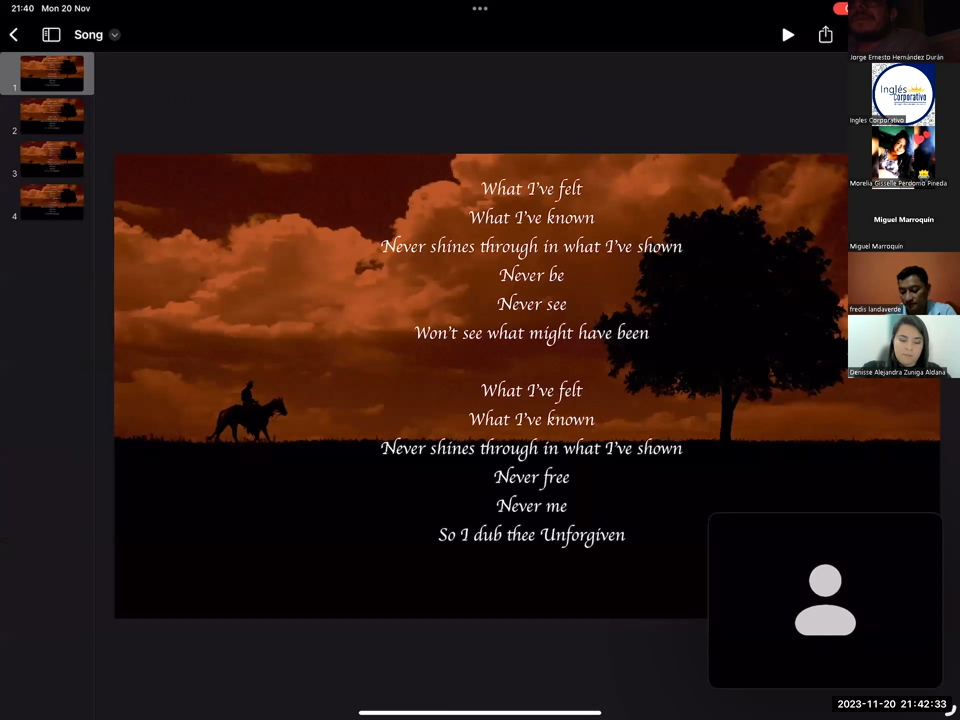 21:40 Mon 20 Nov
Song
1
2
3
4
What I've felt
What I've known
Never shines through in what I've shown
Never be
Never see
Won't see what might have been
What I've felt
What I've known
Never shines through in what I've shown
Never free
Never me
So I dub thee Unforgiven
Jorge Ernesto Hernández Durán
Inglés
Corporativo
Ingles Corporativo
Morelia Gisselle Perdomo Pineda
Miguel Marroquín
Miguel Marroquín
fredis landaverde
Denisse Alejandra Zuniga Aldana
2023-11-20 21:42:33